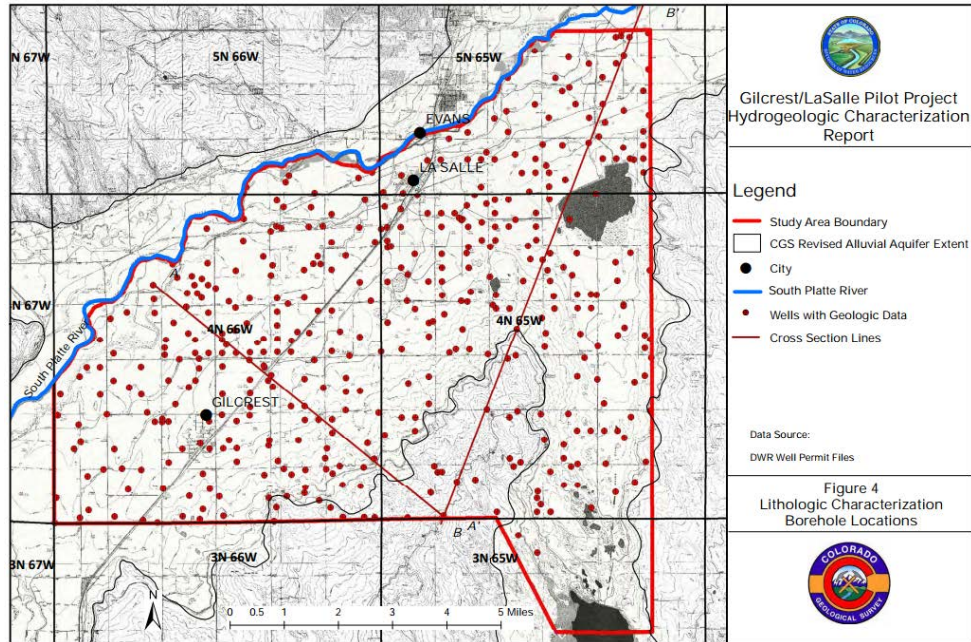 N 67W
5N 66W
5N 65W
B'
EVANS
LA SALLE
A
N 67W
4N 66W
4N 65W
South Platte River
GILCREST
B
A'
3N 67W
3N 66W
3N 65W
N
0 0.5 1 2 3 4 5 Miles
Gilcrest/LaSalle Pilot Project
Hydrogeologic Characterization
Report
Legend
Study Area Boundary
CGS Revised Alluvial Aquifer Extent
City
South Platte River
Wells with Geologic Data
Cross Section Lines
Data Source:
DWR Well Permit Files
Figure 4
Lithologic Characterization
Borehole Locations
COLORADO
GEOLOGICAL SURVEY